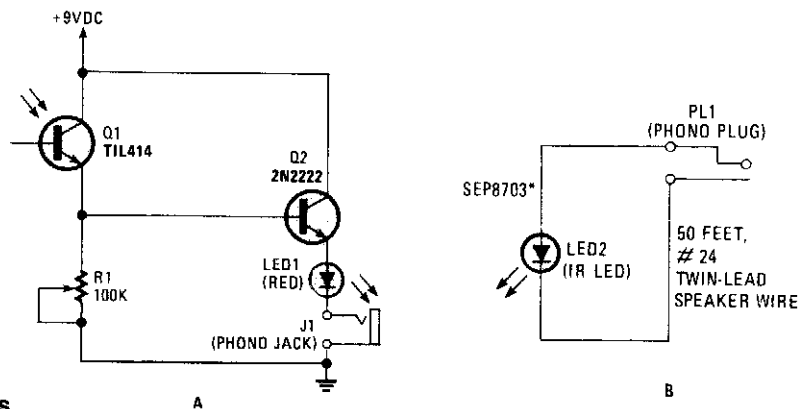 +9VDC
Q1
TIL414
Q2
2N2222
R1
100K
LED1
(RED)
J1
(PHONO JACK)
S
A
PL1
(PHONO PLUG)
SEP8703*
LED2
(IR LED)
50 FEET,
# 24
TWIN-LEAD
SPEAKER WIRE
B